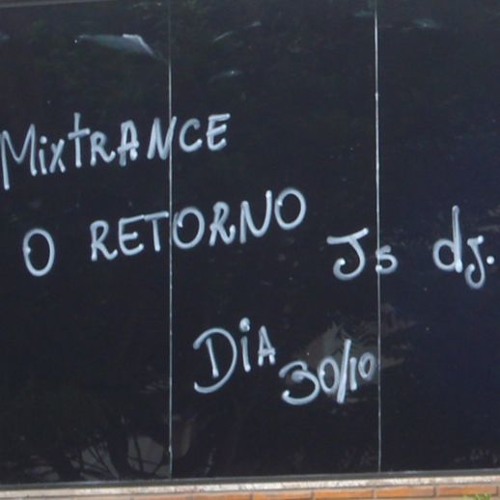 MixtRANCE
O RETORNO
Js dj.
DiA 30/10